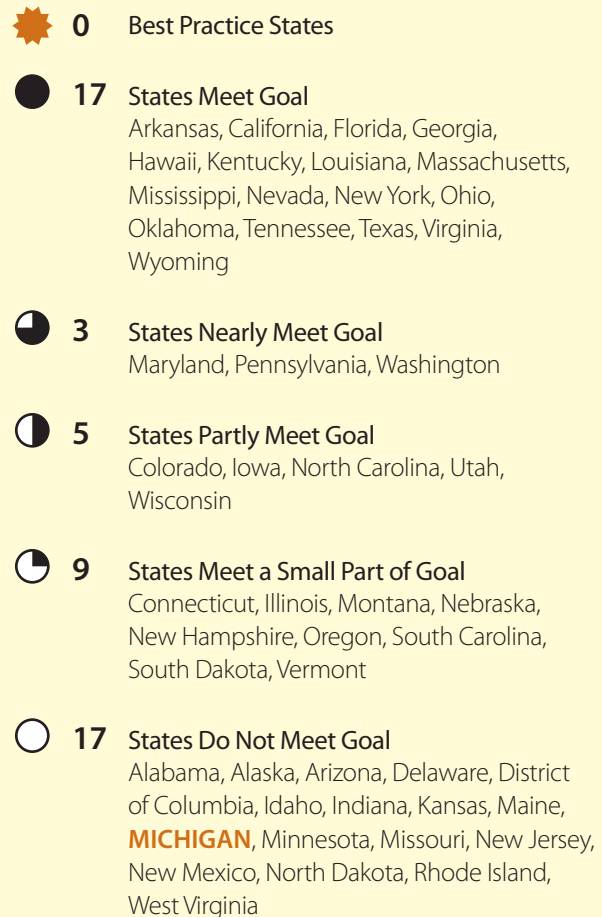 0 Best Practice States
17 States Meet Goal
Arkansas, California, Florida, Georgia,
Hawaii, Kentucky, Louisiana, Massachusetts,
Mississippi, Nevada, New York, Ohio,
Oklahoma, Tennessee, Texas, Virginia,
Wyoming
3 States Nearly Meet Goal
Maryland, Pennsylvania, Washington
5 States Partly Meet Goal
Colorado, Iowa, North Carolina, Utah,
Wisconsin
9 States Meet a Small Part of Goal
Connecticut, Illinois, Montana, Nebraska,
New Hampshire, Oregon, South Carolina,
South Dakota, Vermont
17 States Do Not Meet Goal
Alabama, Alaska, Arizona, Delaware, District
of Columbia, Idaho, Indiana, Kansas, Maine,
MICHIGAN, Minnesota, Missouri, New Jersey,
New Mexico, North Dakota, Rhode Island,
West Virginia